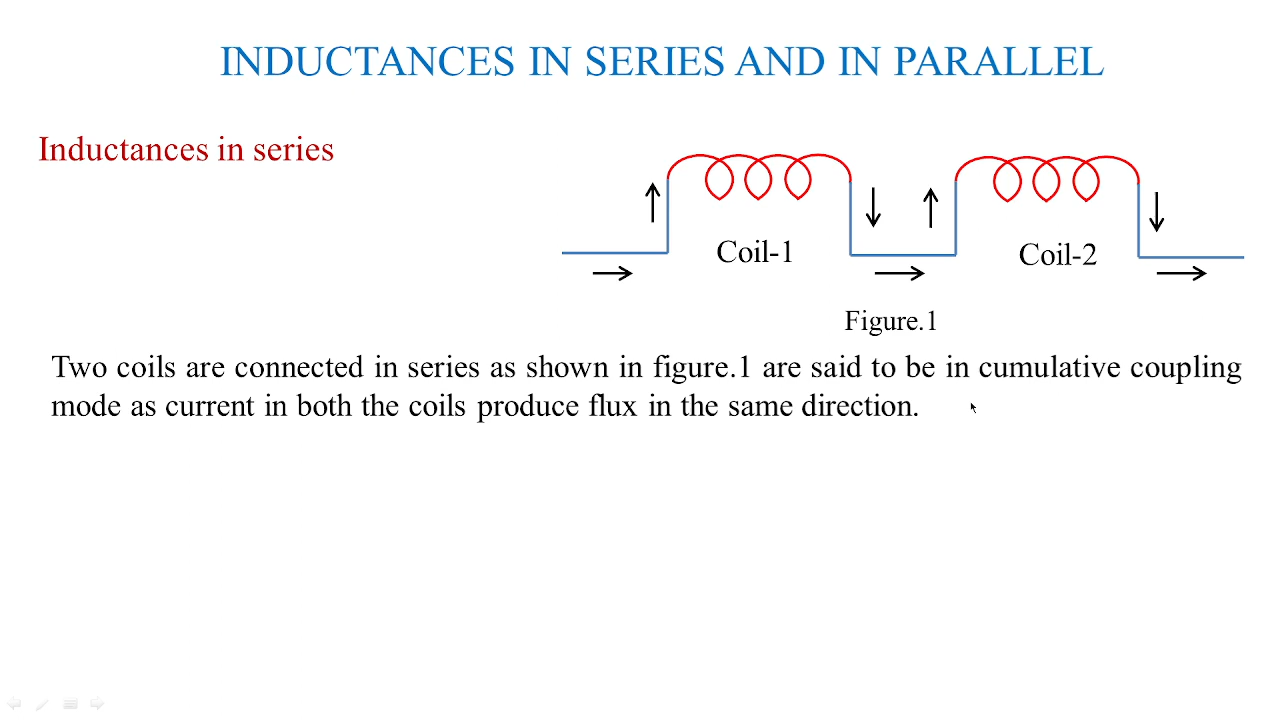 INDUCTANCES IN SERIES AND IN PARALLEL
Inductances in series
Coil-1
Coil-2
Figure.1
Two coils are connected in series as shown in figure.1 are said to be in cumulative coupling
mode as current in both the coils produce flux in the same direction.